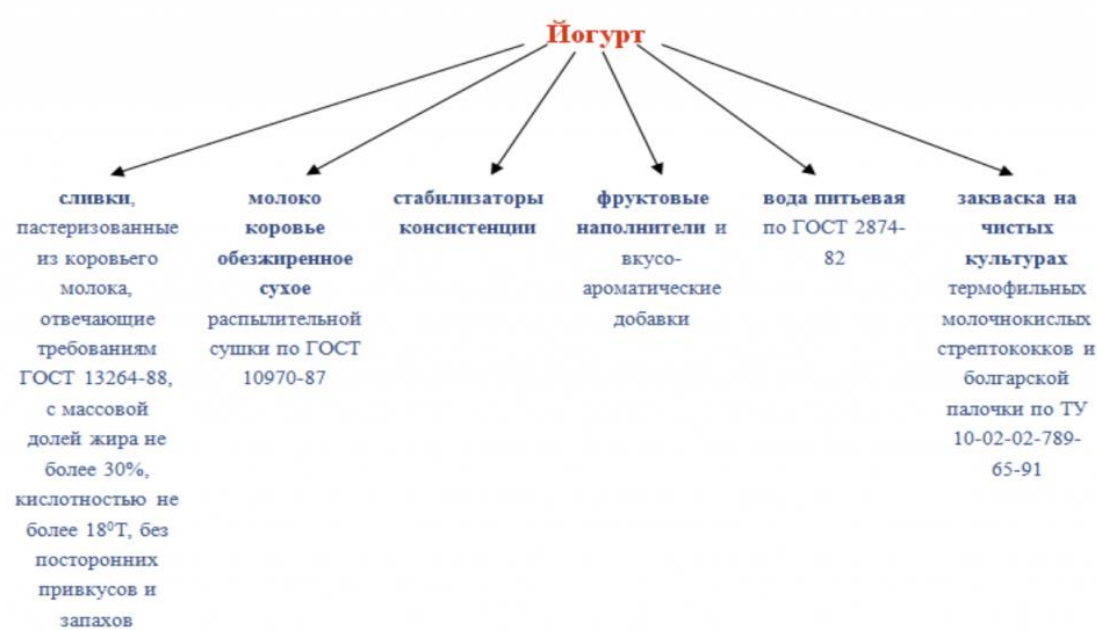 Йогурт
сливки,
пастеризованные
из коровьего
молока,
отвечающие
требованиям
ГОСТ 13264-88,
с массовой
долей жира не
более 30%,
кислотностью не
более 18⁰Т, без
посторонних
привкусов и
запахов
молоко
коровье
обезжиренное
сухое
распылительной
сушки по ГОСТ
10970-87
стабилизаторы
консистенции
фруктовые
наполнители и
вкусо-
ароматические
добавки
вода питьевая
по ГОСТ 2874-
82
закваска на
чистых
культурах
термофильных
молочнокислых
стрептококков и
болгарской
палочки по ТУ
10-02-02-789-
65-91